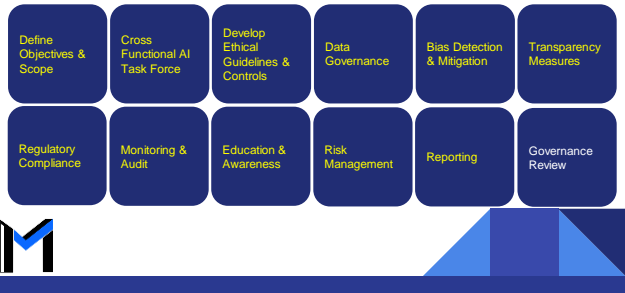 Define
Objectives &
Scope
Cross
Functional AI
Task Force
Develop
Ethical
Guidelines &
Controls
Data
Governance
Bias Detection
& Mitigation
Transparency
Measures
Regulatory
Compliance
Monitoring &
Audit
Education &
Awareness
Risk
Management
Reporting
Governance
Review